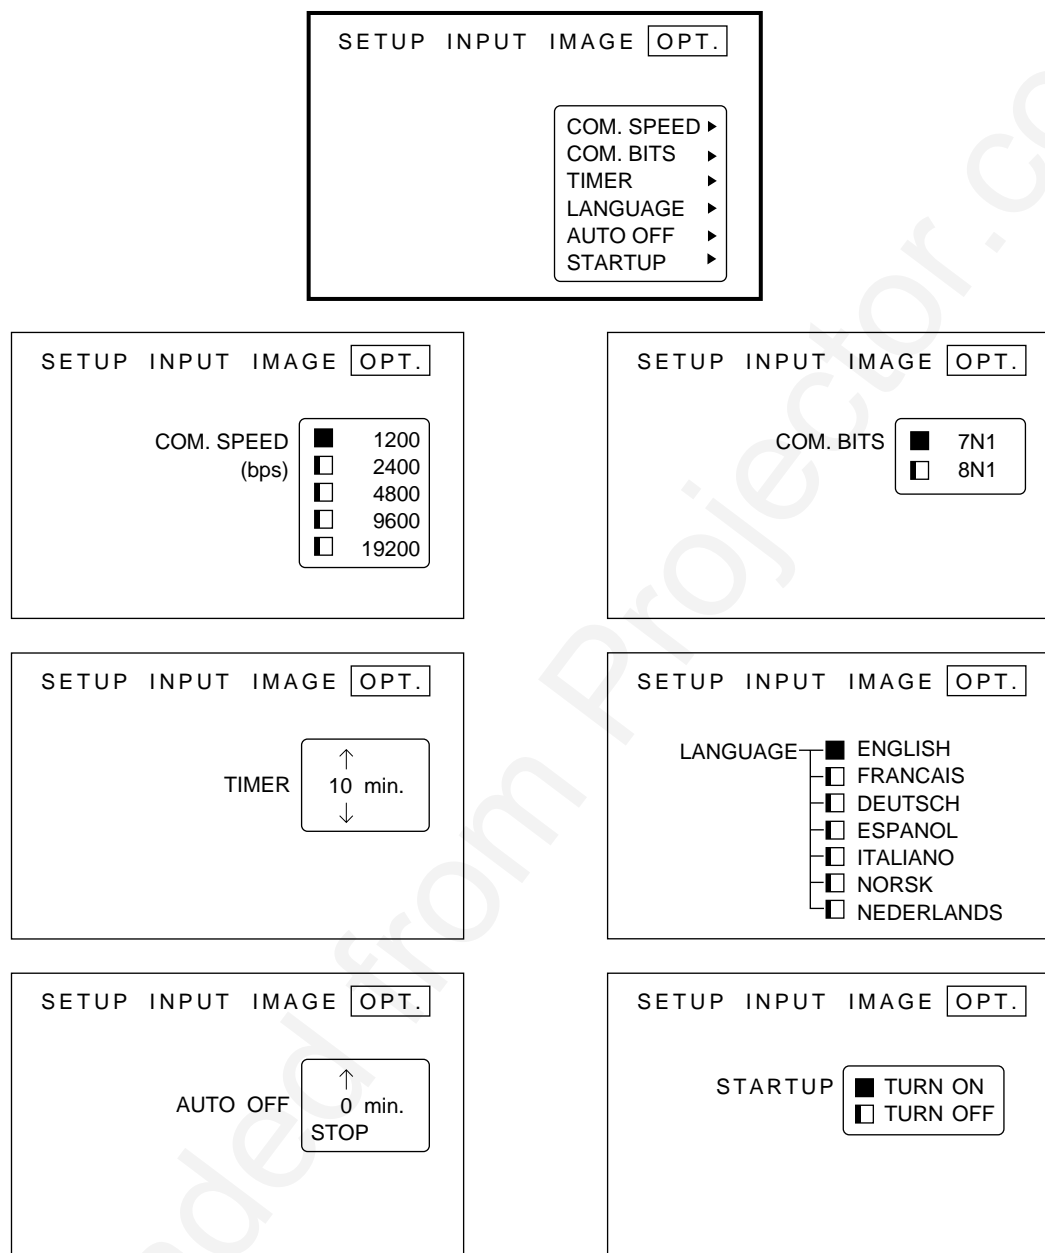 SETUP INPUT IMAGE OPT.
COM. SPEED
COM. BITS
TIMER
LANGUAGE
AUTO OFF
STARTUP
SETUP INPUT IMAGE OPT.
COM. SPEED
(bps)
1200
2400
4800
9600
19200
SETUP INPUT IMAGE OPT.
COM. BITS
7N1
8N1
SETUP INPUT IMAGE OPT.
TIMER
↑
10 min.
↓
SETUP INPUT IMAGE OPT.
LANGUAGE
ENGLISH
FRANCAIS
DEUTSCH
ESPANOL
ITALIANO
NORSK
NEDERLANDS
SETUP INPUT IMAGE OPT.
AUTO OFF
↑
0 min.
STOP
SETUP INPUT IMAGE OPT.
STARTUP
TURN ON
TURN OFF
from Projector.co